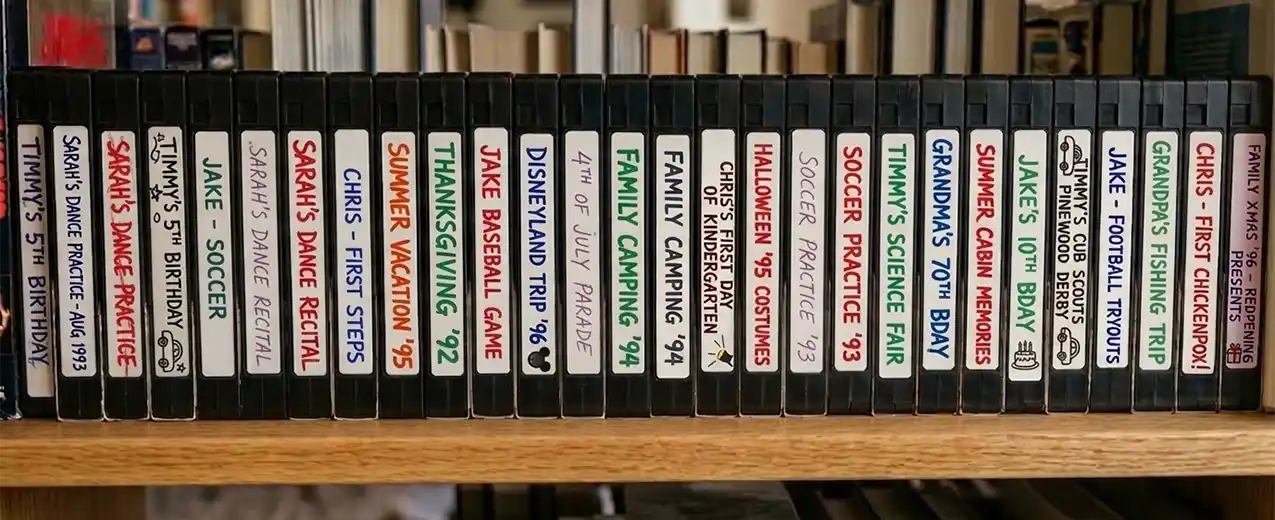 TIMMY'S 5TH BIRTHDAY
SARAH'S DANCE PRACTICE - AUG 1993
SARAH'S DANCE PRACTICE
TIMMY'S 5TH BIRTHDAY
JAKE - SOCCER
SARAH'S DANCE RECITAL
SARAH'S DANCE RECITAL
CHRIS - FIRST STEPS
SUMMER VACATION '95
THANKSGIVING '92
JAKE BASEBALL GAME
DISNEYLAND TRIP '96
4TH OF JULY PARADE
FAMILY CAMPING '94
FAMILY CAMPING '94
CHRIS'S FIRST DAY
OF KINDERGARTEN
HALLOWEEN '95 COSTUMES
SOCCER PRACTICE '93
SOCCER PRACTICE '93
TIMMY'S SCIENCE FAIR
GRANDMA'S 70TH BDAY
SUMMER CABIN MEMORIES
JAKE'S 10TH BDAY
TIMMY'S CUB SCOUTS
PINEWOOD DERBY
JAKE - FOOTBALL TRYOUTS
GRANDPA'S FISHING TRIP
CHRIS - FIRST CHICKENPOX!
FAMILY XMAS '96 - REDPENING
PRESENTS